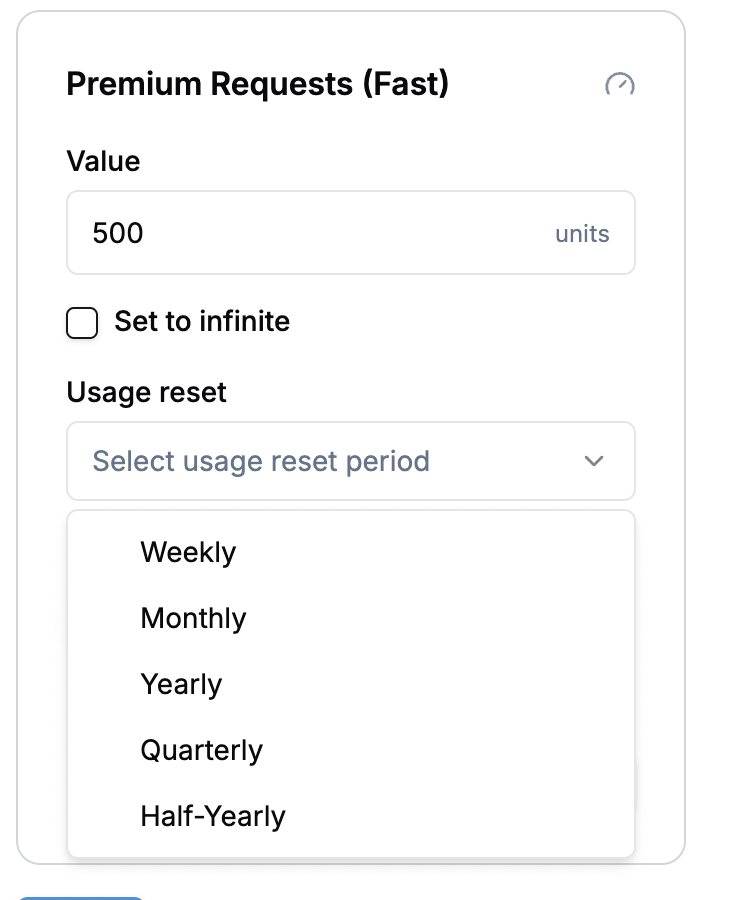 Premium Requests (Fast)
Value
500 units
Set to infinite
Usage reset
Select usage reset period
Weekly
Monthly
Yearly
Quarterly
Half-Yearly